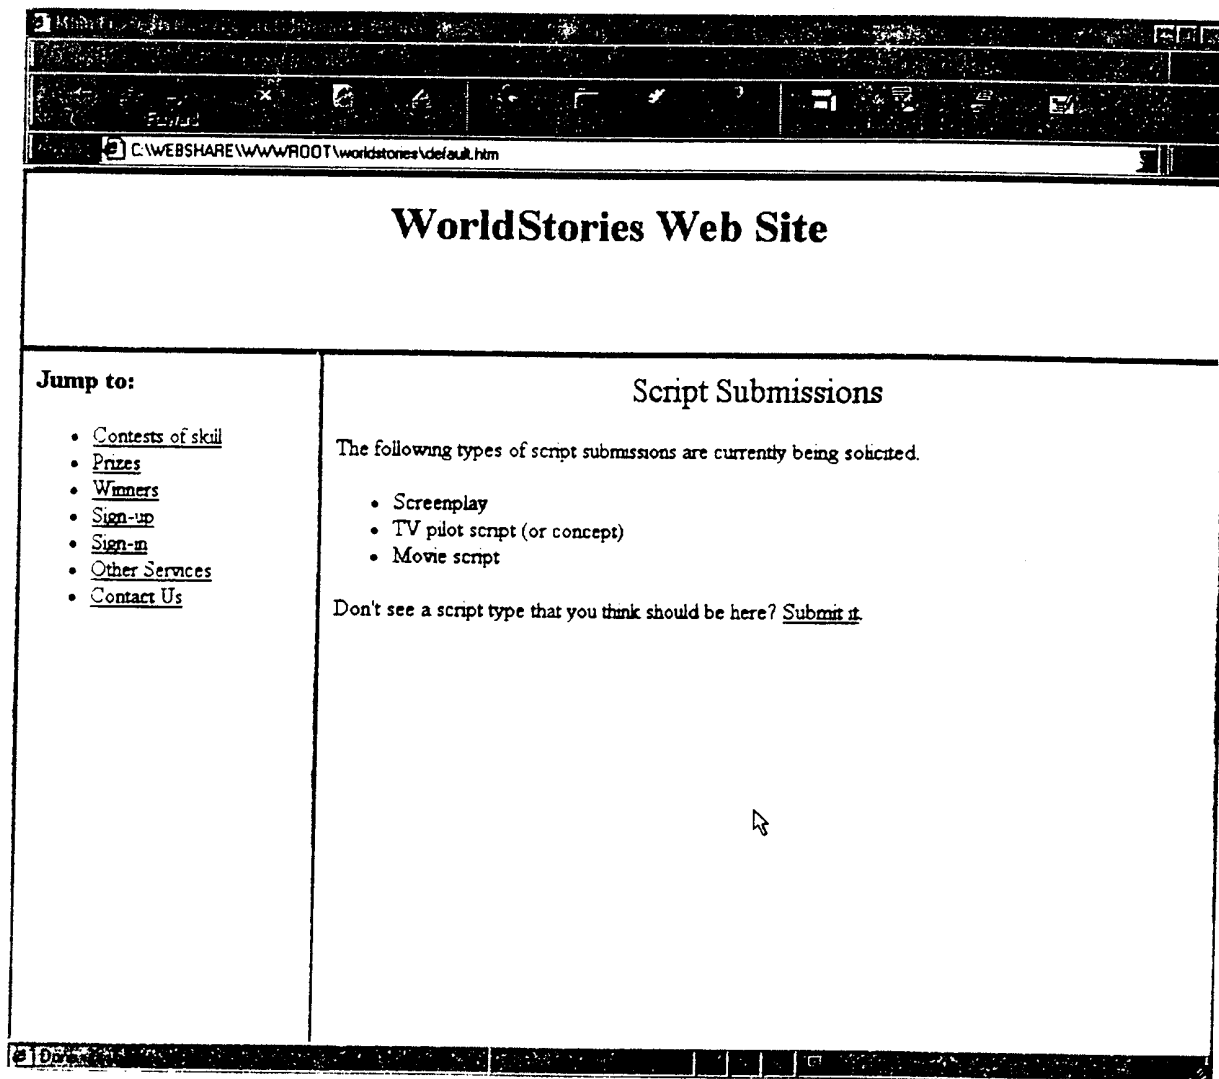 Forward
C:\WEBSHARE\WWWROOT\worldstories\default.htm
WorldStories Web Site
Jump to:
• Contests of skill
• Prizes
• Winners
• Sign-up
• Sign-in
• Other Services
• Contact Us
Script Submissions
The following types of script submissions are currently being solicited.
• Screenplay
• TV pilot script (or concept)
• Movie script
Don't see a script type that you think should be here? Submit it.
Done